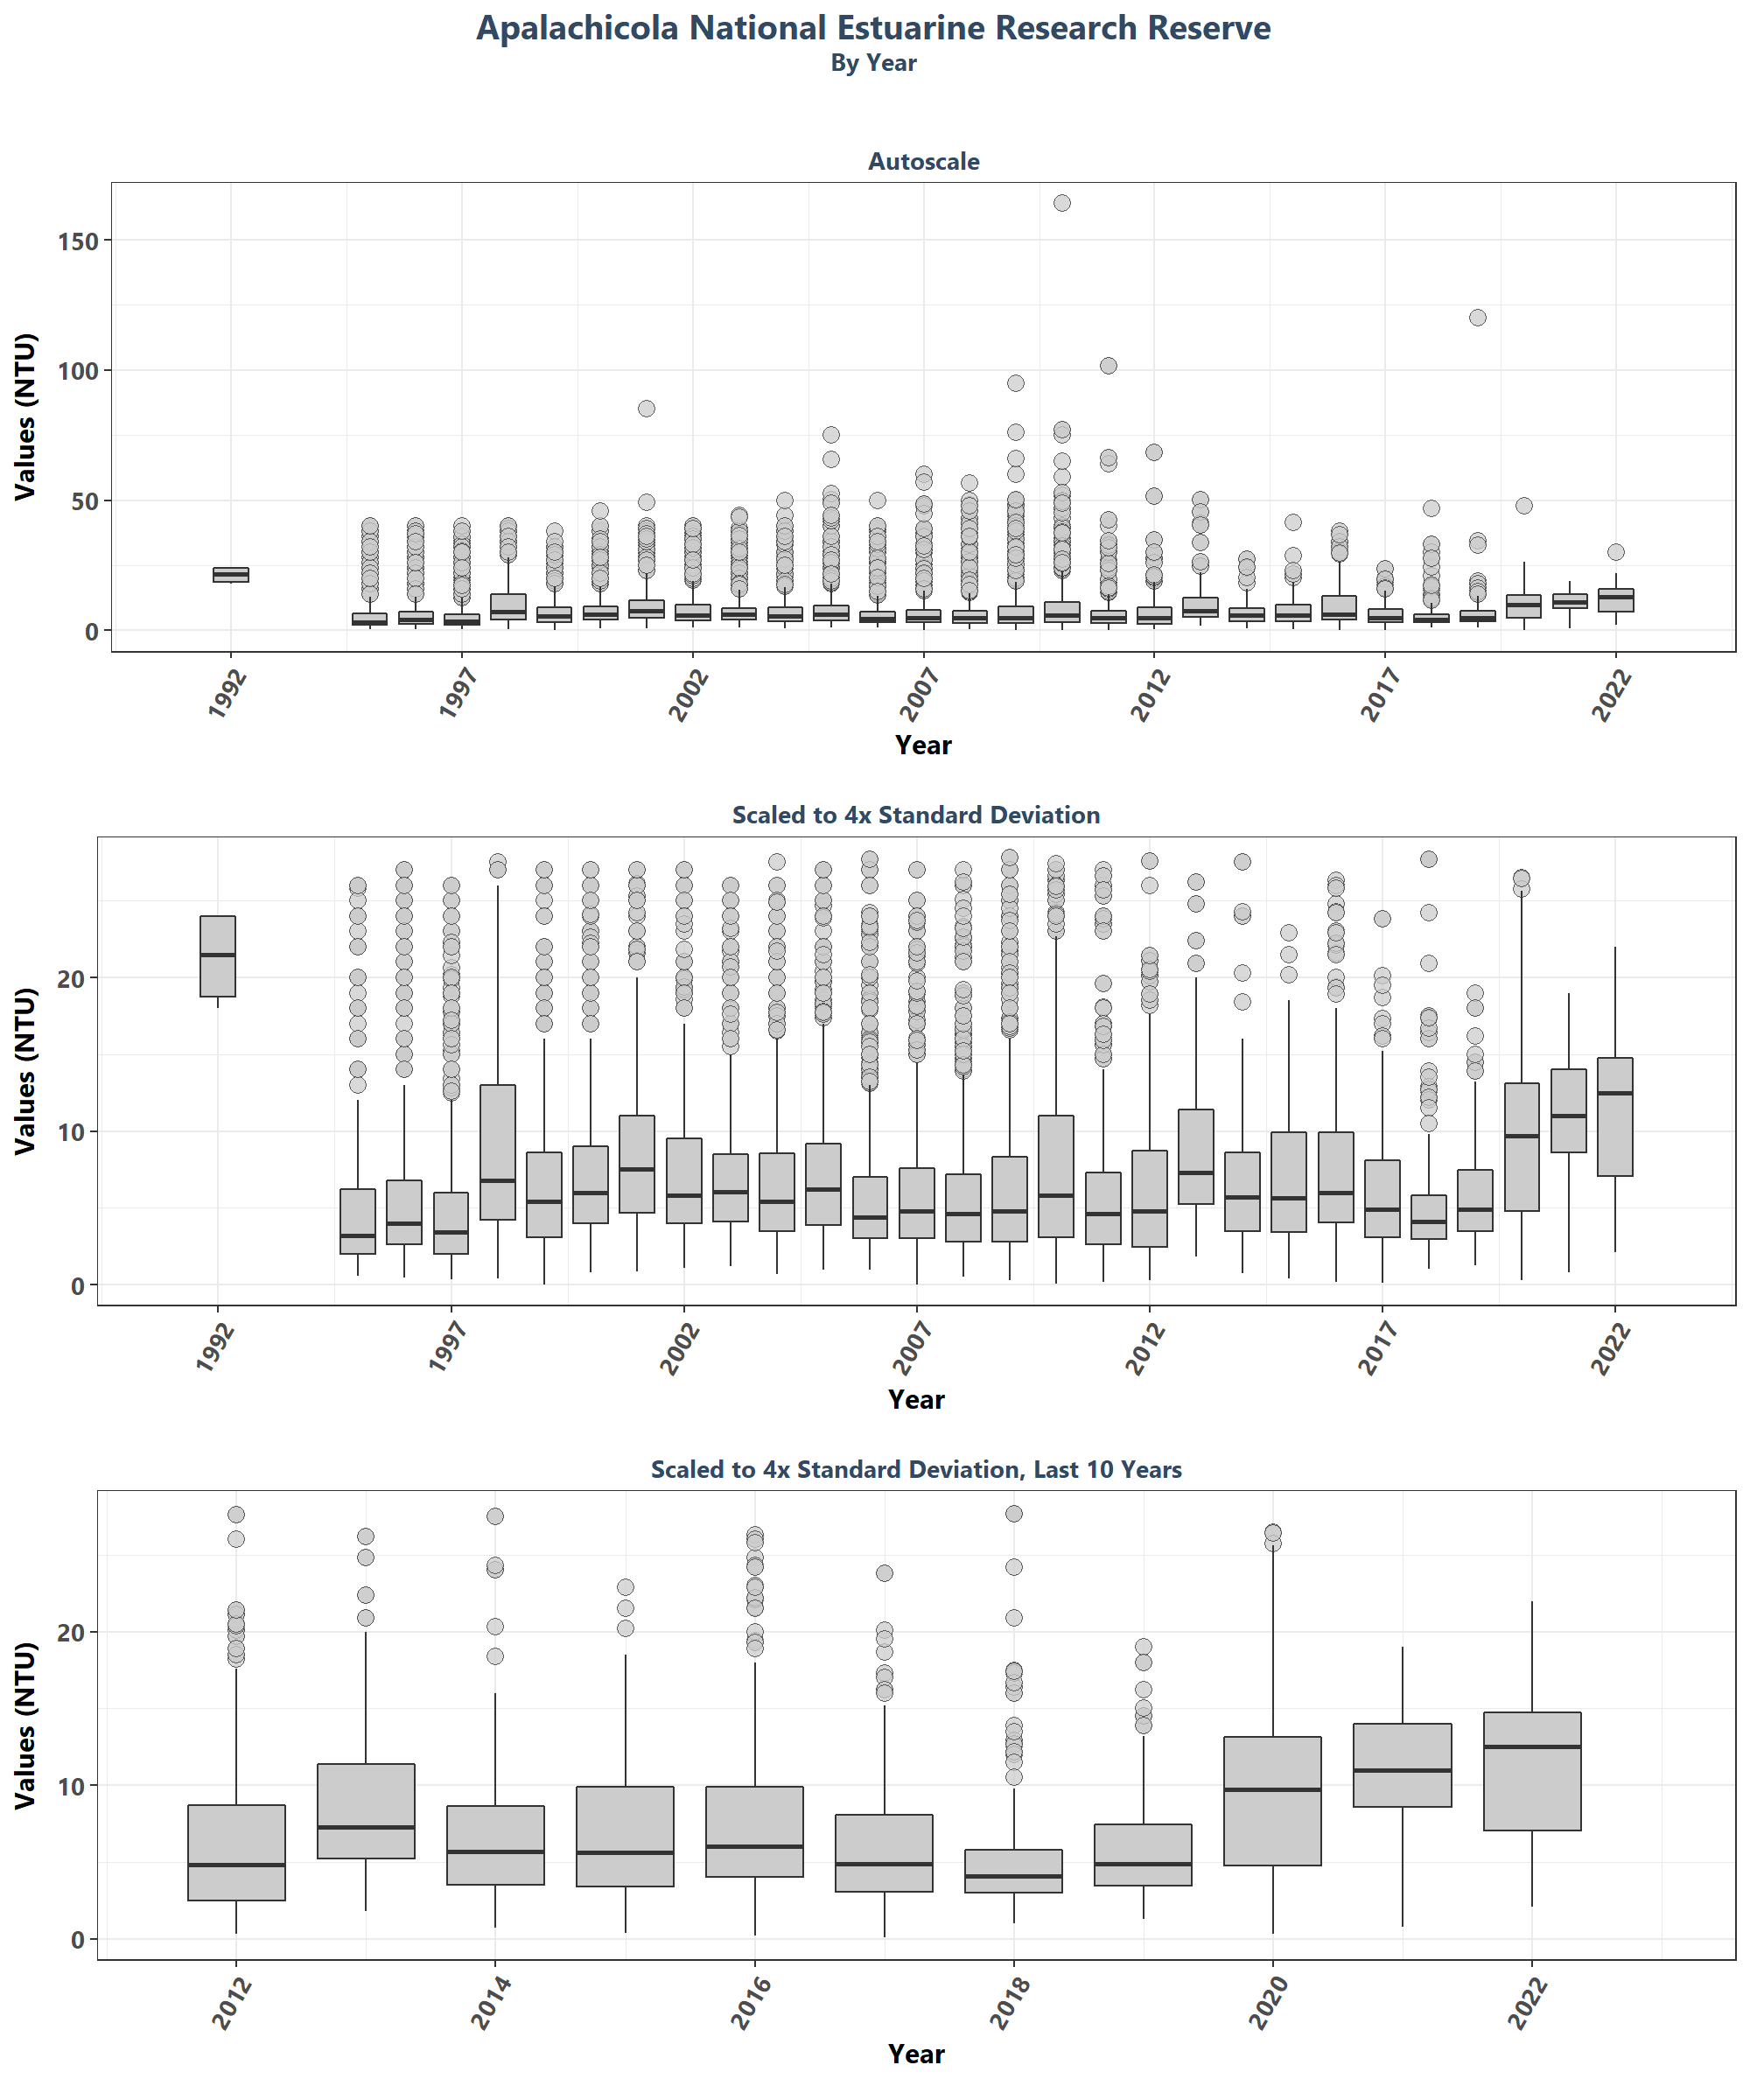 Apalachicola National Estuarine Research Reserve
By Year
Autoscale
Values (NTU)
150
100
50
0
1992
1997
2002
2007
2012
2017
2022
Year
Scaled to 4x Standard Deviation
Values (NTU)
20
10
0
1992
1997
2002
2007
2012
2017
2022
Year
Scaled to 4x Standard Deviation, Last 10 Years
Values (NTU)
20
10
0
2012
2014
2016
2018
2020
2022
Year